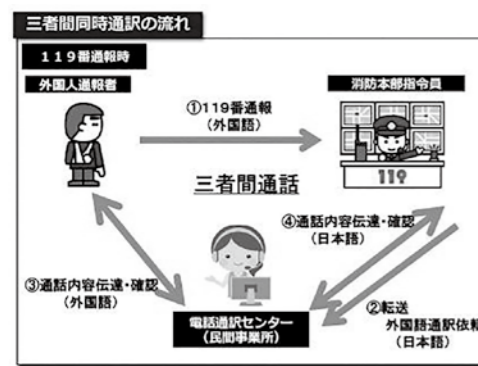 三者間同時通訳の流れ
119番通報時
外国人通報者
消防本部指令員
①119番通報
(外国語)
119
三者間通話
④通話内容伝達・確認
(日本語)
③通話内容伝達・確認
(外国語)
②転送
外国語通訳依頼
(日本語)
電話通訳センター
(民間事業所)